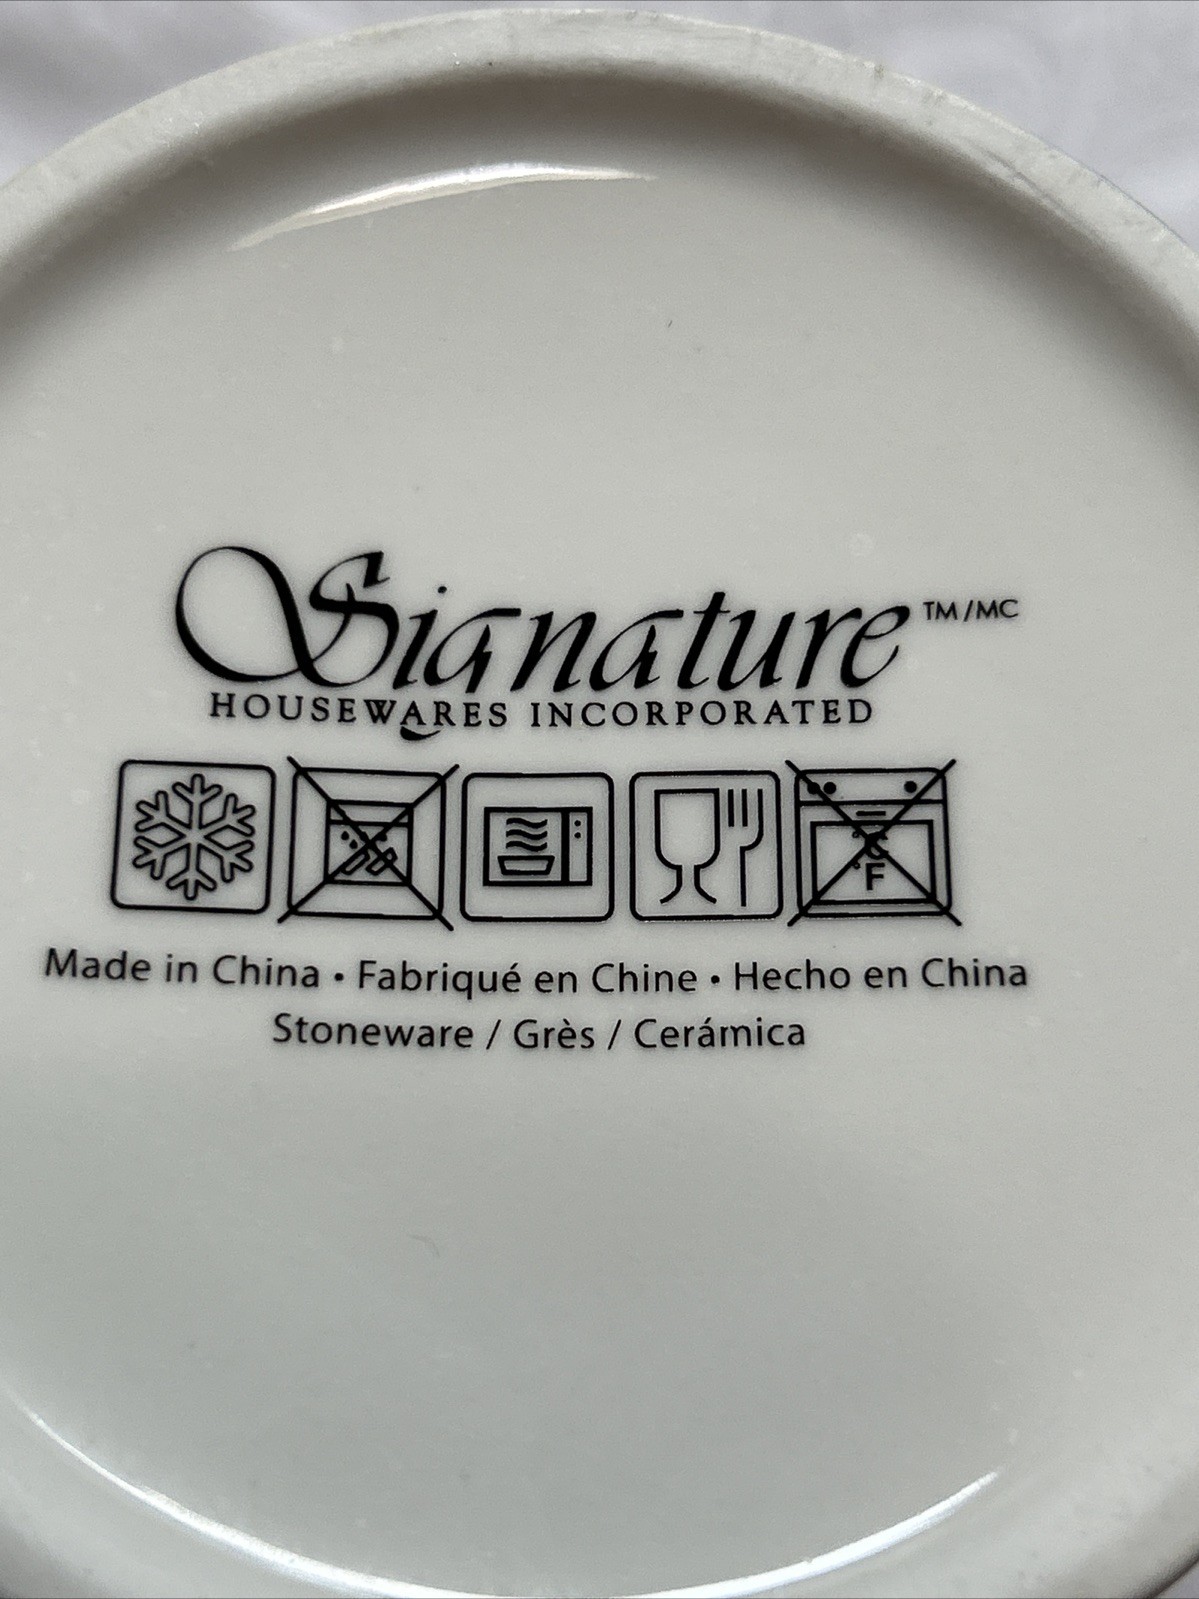 Signature TM/MC
HOUSEWARES INCORPORATED
°C
°F
Made in China • Fabriqué en Chine • Hecho en China
Stoneware / Grès / Cerámica